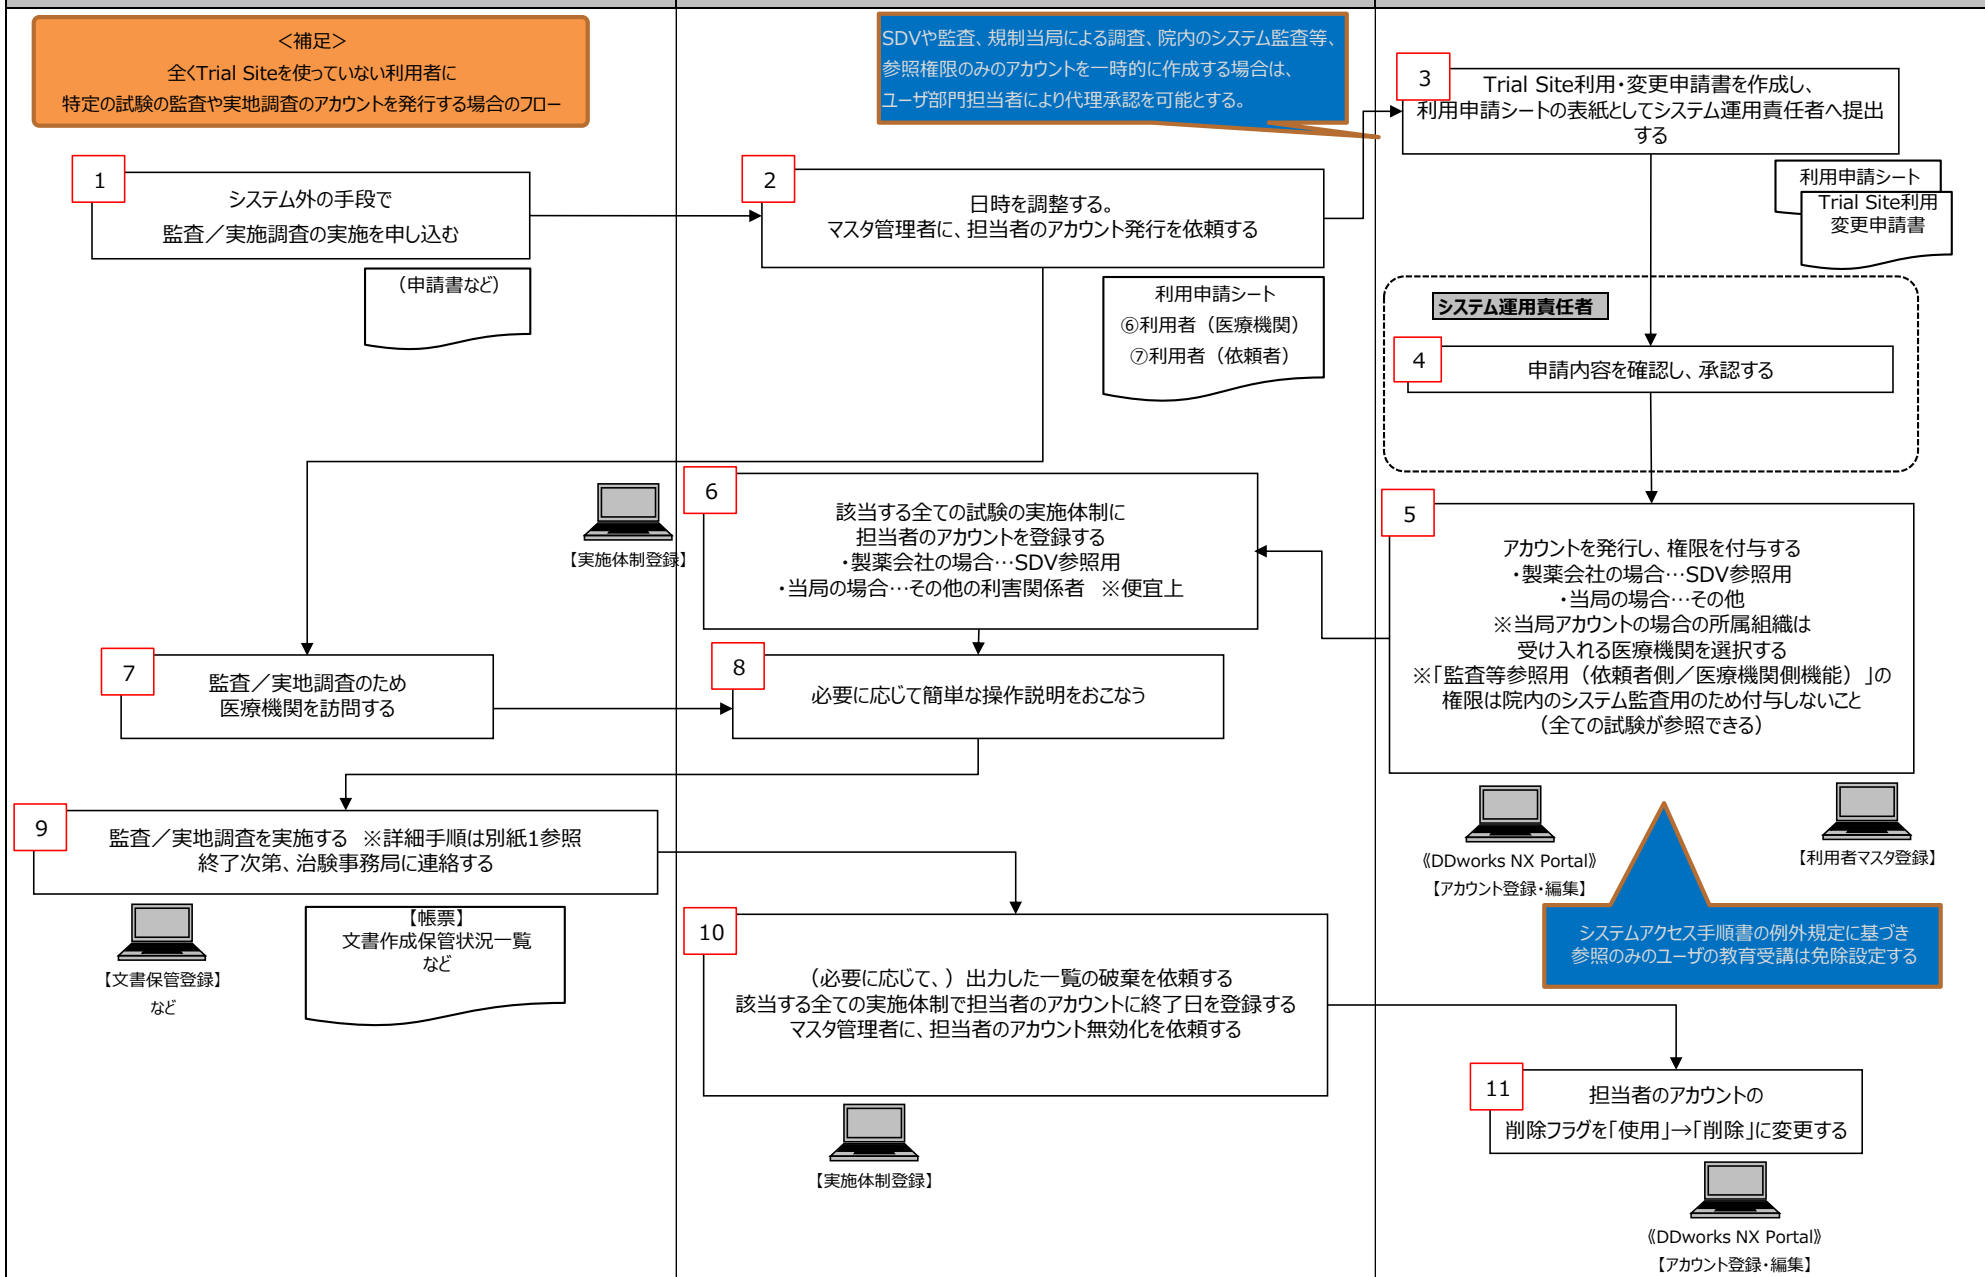 <補足>
全くTrial Siteを使っていない利用者に
特定の試験の監査や実地調査のアカウントを発行する場合のフロー
SDVや監査、規制当局による調査、院内のシステム監査等、
参照権限のみのアカウントを一時的に作成する場合は、
ユーザ部門担当者により代理承認を可能とする。
3
Trial Site利用・変更申請書を作成し、
利用申請シートの表紙としてシステム運用責任者へ提出
する
利用申請シート
Trial Site利用
変更申請書
1
システム外の手段で
監査／実施調査の実施を申し込む
（申請書など）
2
日時を調整する。
マスタ管理者に、担当者のアカウント発行を依頼する
利用申請シート
⑥利用者（医療機関）
⑦利用者（依頼者）
システム運用責任者
4
申請内容を確認し、承認する
5
アカウントを発行し、権限を付与する
・製薬会社の場合…SDV参照用
・当局の場合…その他
※当局アカウントの場合の所属組織は
受け入れる医療機関を選択する
※「監査等参照用（依頼者側／医療機関側機能）」の
権限は院内のシステム監査用のため付与しないこと
（全ての試験が参照できる）
《DDworks NX Portal》
【アカウント登録・編集】
【利用者マスタ登録】
システムアクセス手順書の例外規定に基づき
参照のみのユーザの教育受講は免除設定する
6
該当する全ての試験の実施体制に
担当者のアカウントを登録する
・製薬会社の場合…SDV参照用
・当局の場合…その他の利害関係者　※便宜上
【実施体制登録】
7
監査／実地調査のため
医療機関を訪問する
8
必要に応じて簡単な操作説明をおこなう
9
監査／実地調査を実施する　※詳細手順は別紙1参照
終了次第、治験事務局に連絡する
【文書保管登録】
など
【帳票】
文書作成保管状況一覧
など
10
（必要に応じて、）出力した一覧の破棄を依頼する
該当する全ての実施体制で担当者のアカウントに終了日を登録する
マスタ管理者に、担当者のアカウント無効化を依頼する
【実施体制登録】
11
担当者のアカウントの
削除フラグを「使用」→「削除」に変更する
《DDworks NX Portal》
【アカウント登録・編集】